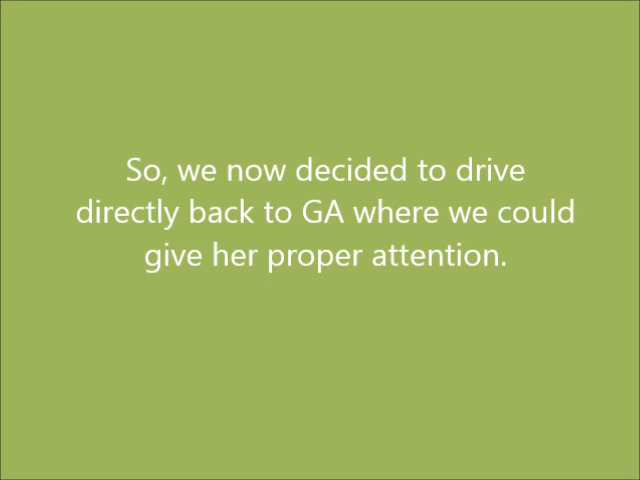 So, we now decided to drive
directly back to GA where we could
give her proper attention.